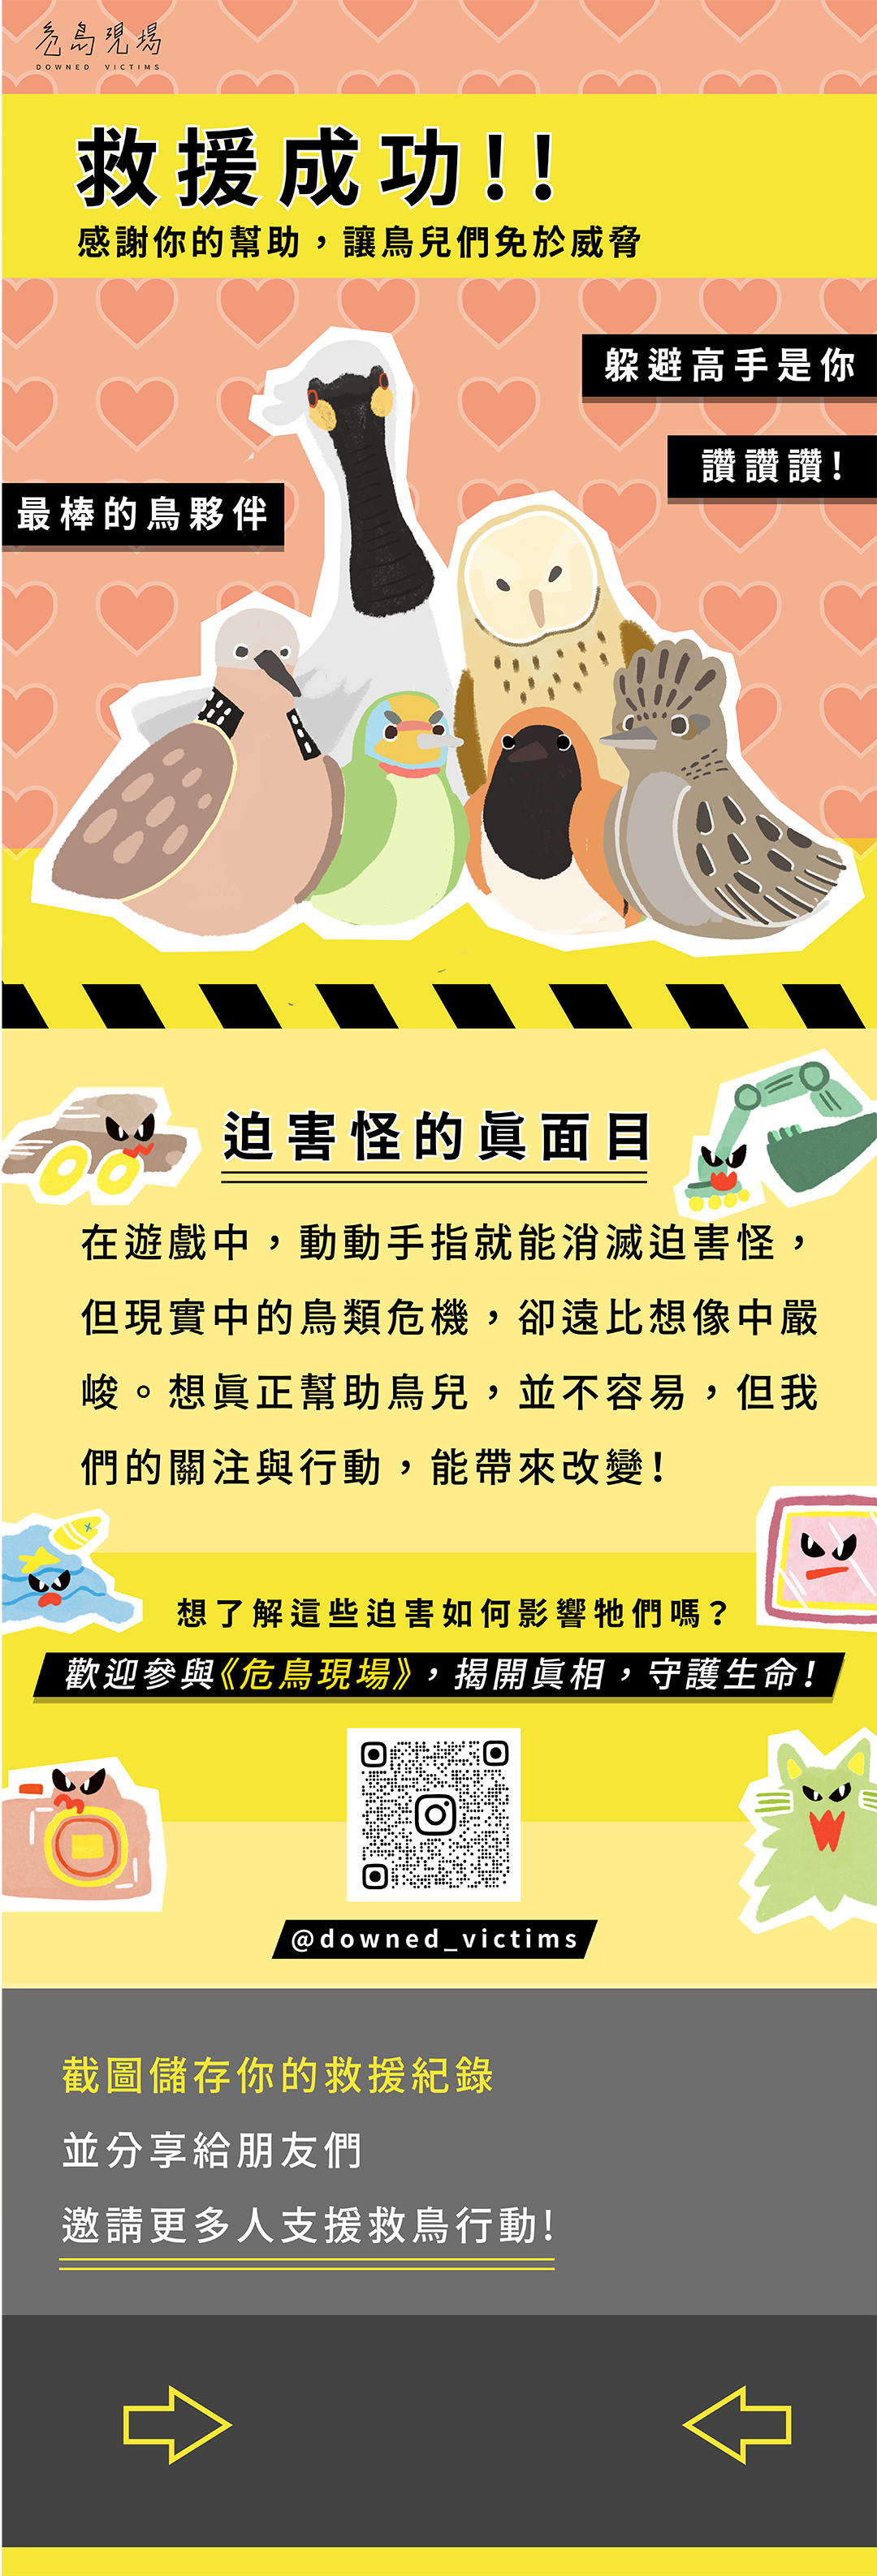 危鳥現場
DOWNED VICTIMS
救援成功!!
感謝你的幫助，讓鳥兒們免於威脅
躲避高手是你
讚讚讚！
最棒的鳥夥伴
迫害怪的真面目
在遊戲中，動動手指就能消滅迫害怪，
但現實中的鳥類危機，卻遠比想像中嚴
峻。想真正幫助鳥兒，並不容易，但我
們的關注與行動，能帶來改變！
想了解這些迫害如何影響牠們嗎？
歡迎參與《危鳥現場》，揭開真相，守護生命！
@downed_victims
截圖儲存你的救援紀錄
並分享給朋友們
邀請更多人支援救鳥行動!